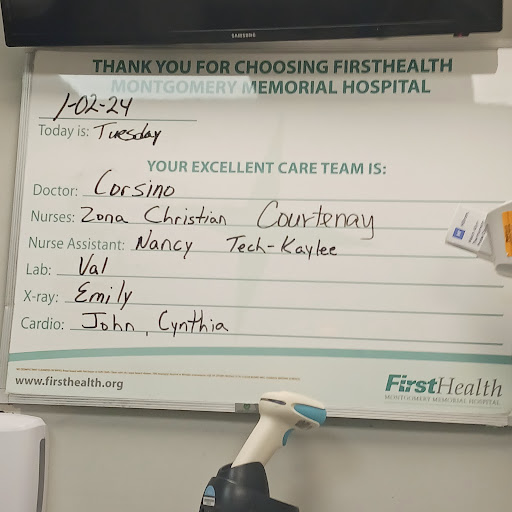 SAMSUNG
THANK YOU FOR CHOOSING FIRSTHEALTH
MONTGOMERY MEMORIAL HOSPITAL
1-02-24
Today is: Tuesday
YOUR EXCELLENT CARE TEAM IS:
Doctor: Corsino
Nurses: Zona Christian Courtenay
Nurse Assistant: Nancy Tech-Kaylee
Lab: Val
X-ray: Emily
Cardio: John, Cynthia
www.firsthealth.org
FirstHealth
MONTGOMERY MEMORIAL HOSPITAL